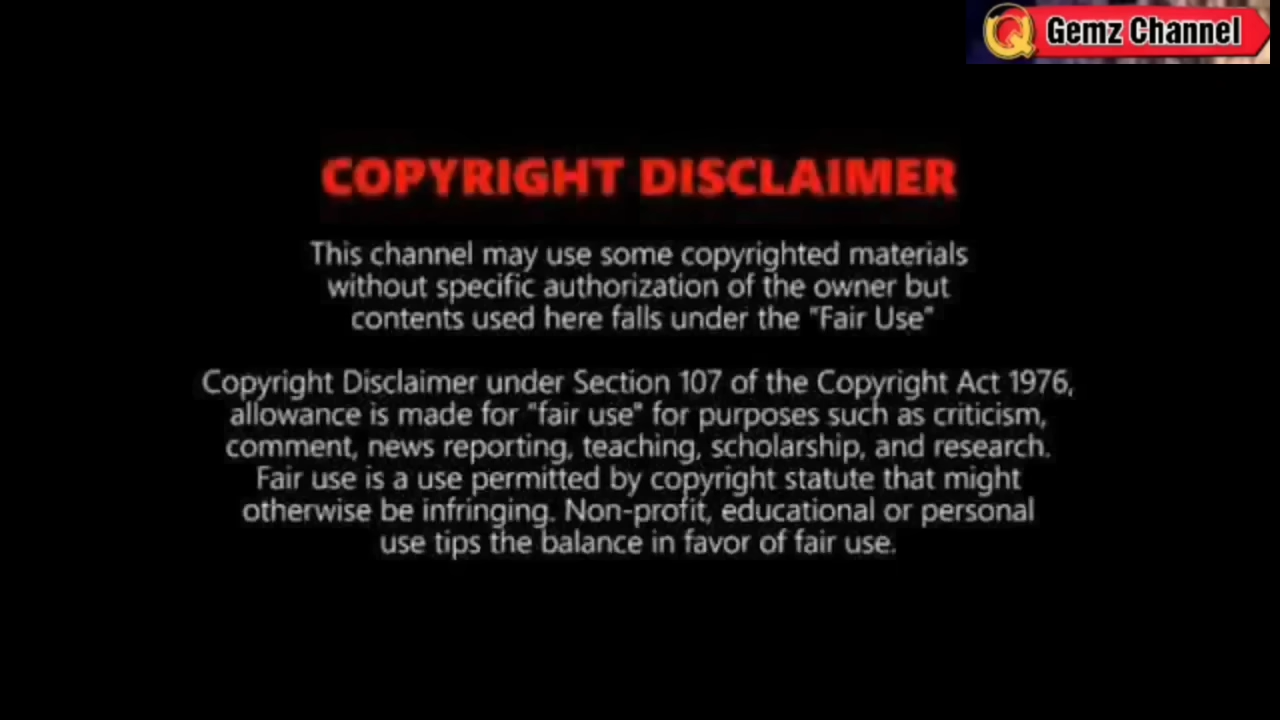 Gemz Channel
COPYRIGHT DISCLAIMER
This channel may use some copyrighted materials
without specific authorization of the owner but
contents used here falls under the "Fair Use"
Copyright Disclaimer under Section 107 of the Copyright Act 1976,
allowance is made for "fair use" for purposes such as criticism,
comment, news reporting, teaching, scholarship, and research.
Fair use is a use permitted by copyright statute that might
otherwise be infringing. Non-profit, educational or personal
use tips the balance in favor of fair use.